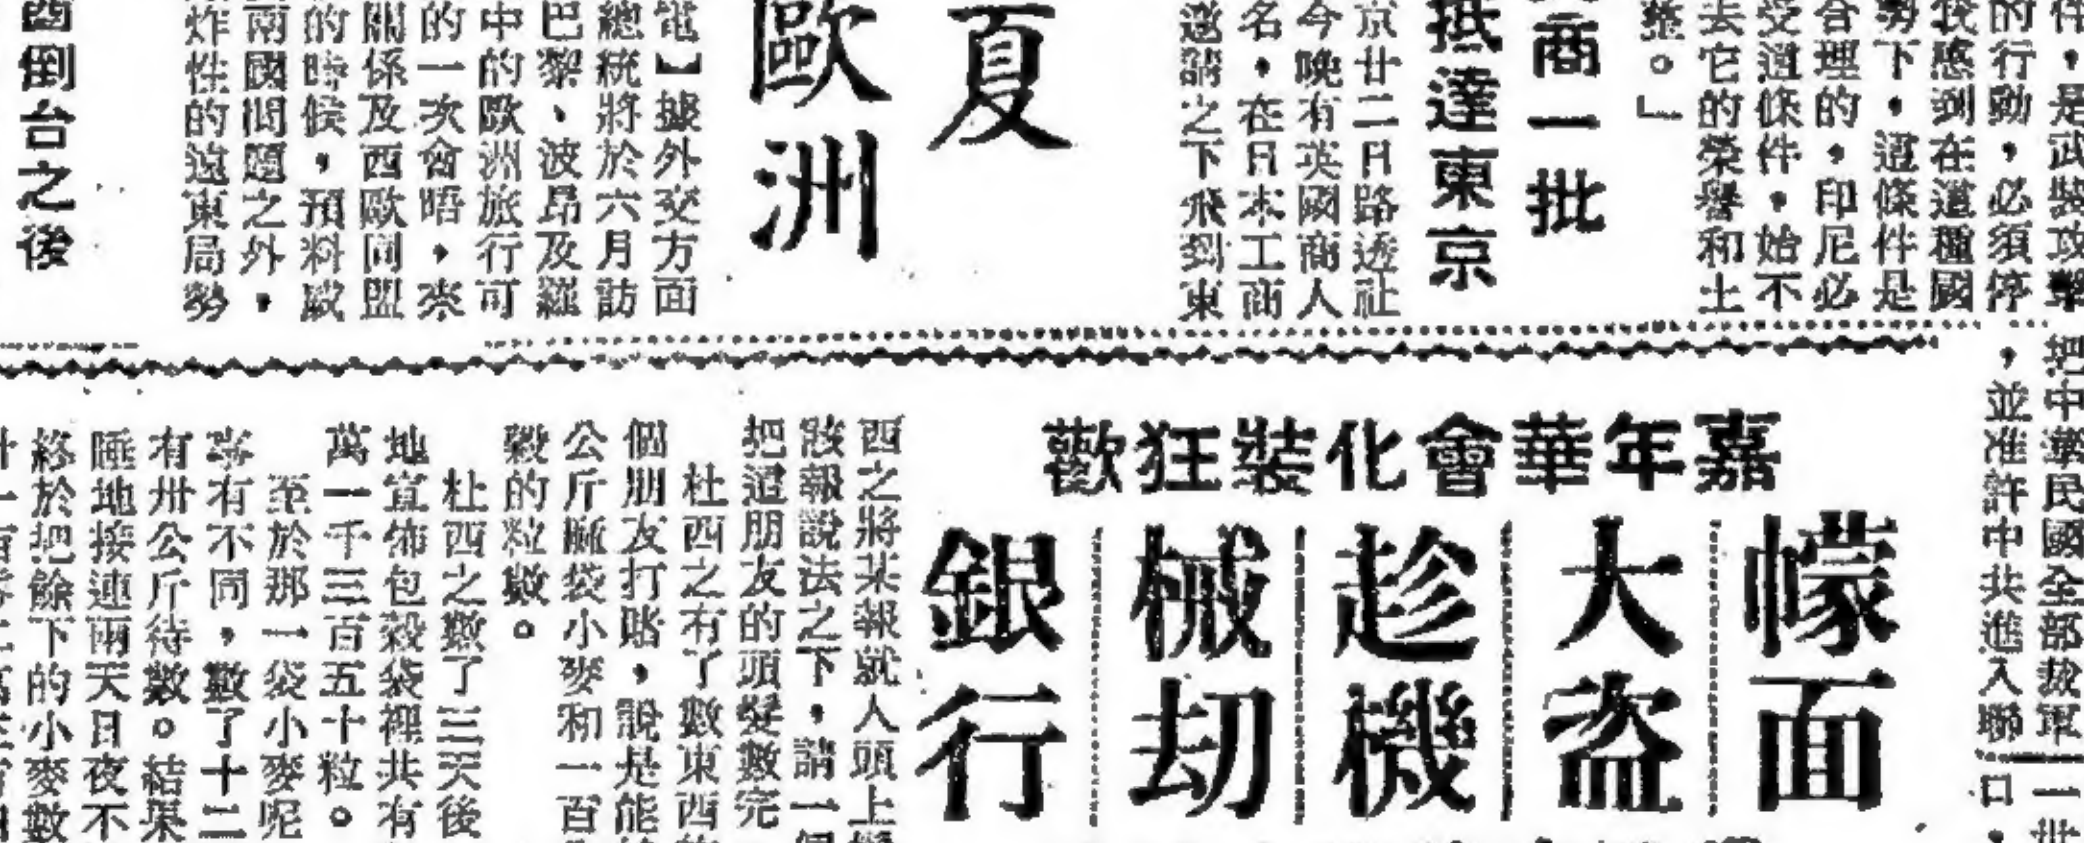 件，是武裝攻擊
的行動，必須停
我感到在這種國
勢下，這條件是
合理的，印尼必
受這條件，始不
去它的榮譽和土
商一批
抵達東京
京廿二日路透社
今晚有英國商人
名，在日本工商
邀請之下飛到東
夏
歐洲
電】據外交方面
總統將於六月訪
巴黎、波昂及羅
中的歐洲旅行可
的一次會晤，來
關係及西歐同盟
的時候，預料歐
南國問題之外，
炸性的遠東局勢
倒台之後
把中華民國全部裁軍
，並准許中共進入聯
嘉年華會化裝狂歡
幪面
大盜
趁機
械劫
銀行
西之將某報就人頭上
該報說法之下，請一個
把這朋友的頭髮數完
杜西之有了數東西
個朋友打賭，說是能
公斤蔴袋小麥和一百
穀的粒數。
杜西之數了三天後
地宣佈包穀袋裡共有
萬一千三百五十粒。
至於那一袋小麥呢
有不同，數了十二
有卅公斤待數。結果
睡地接連兩天日夜不
終於把餘下的小麥數